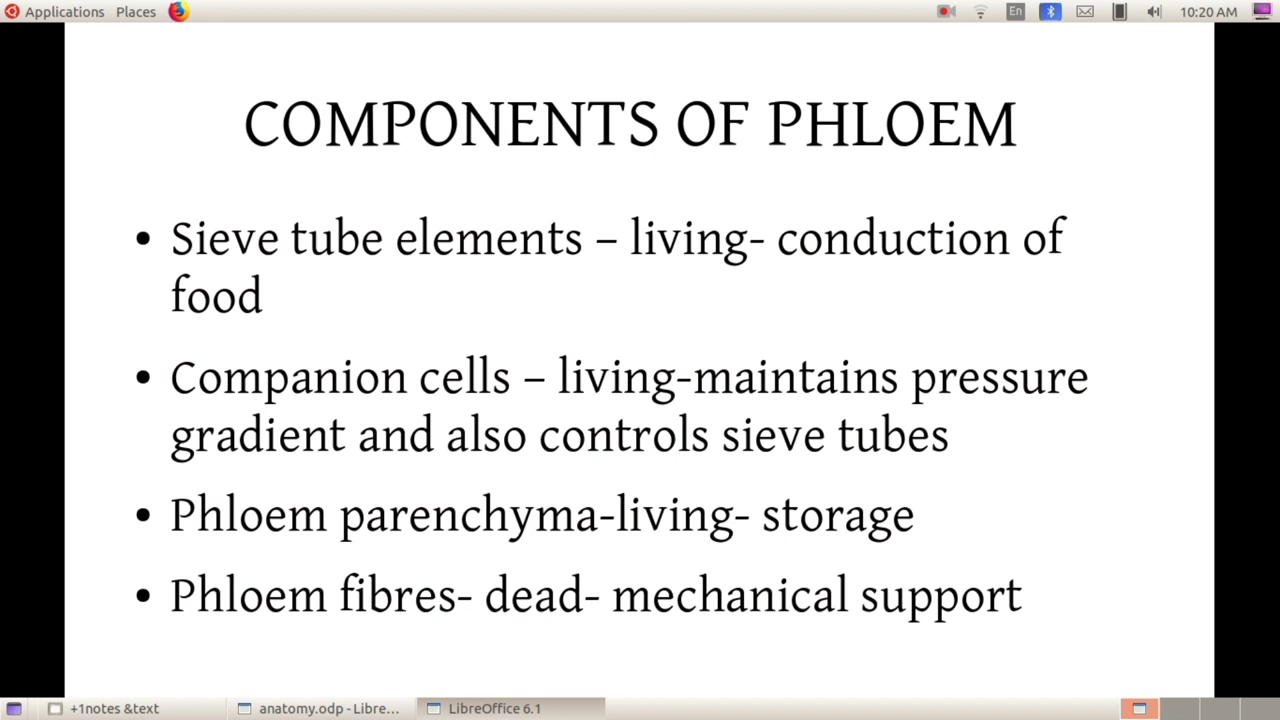 Applications Places En 10:20 AM
COMPONENTS OF PHLOEM
• Sieve tube elements – living- conduction of
food
• Companion cells – living-maintains pressure
gradient and also controls sieve tubes
• Phloem parenchyma-living- storage
• Phloem fibres- dead- mechanical support
+1notes &text anatomy.odp - Libre... LibreOffice 6.1